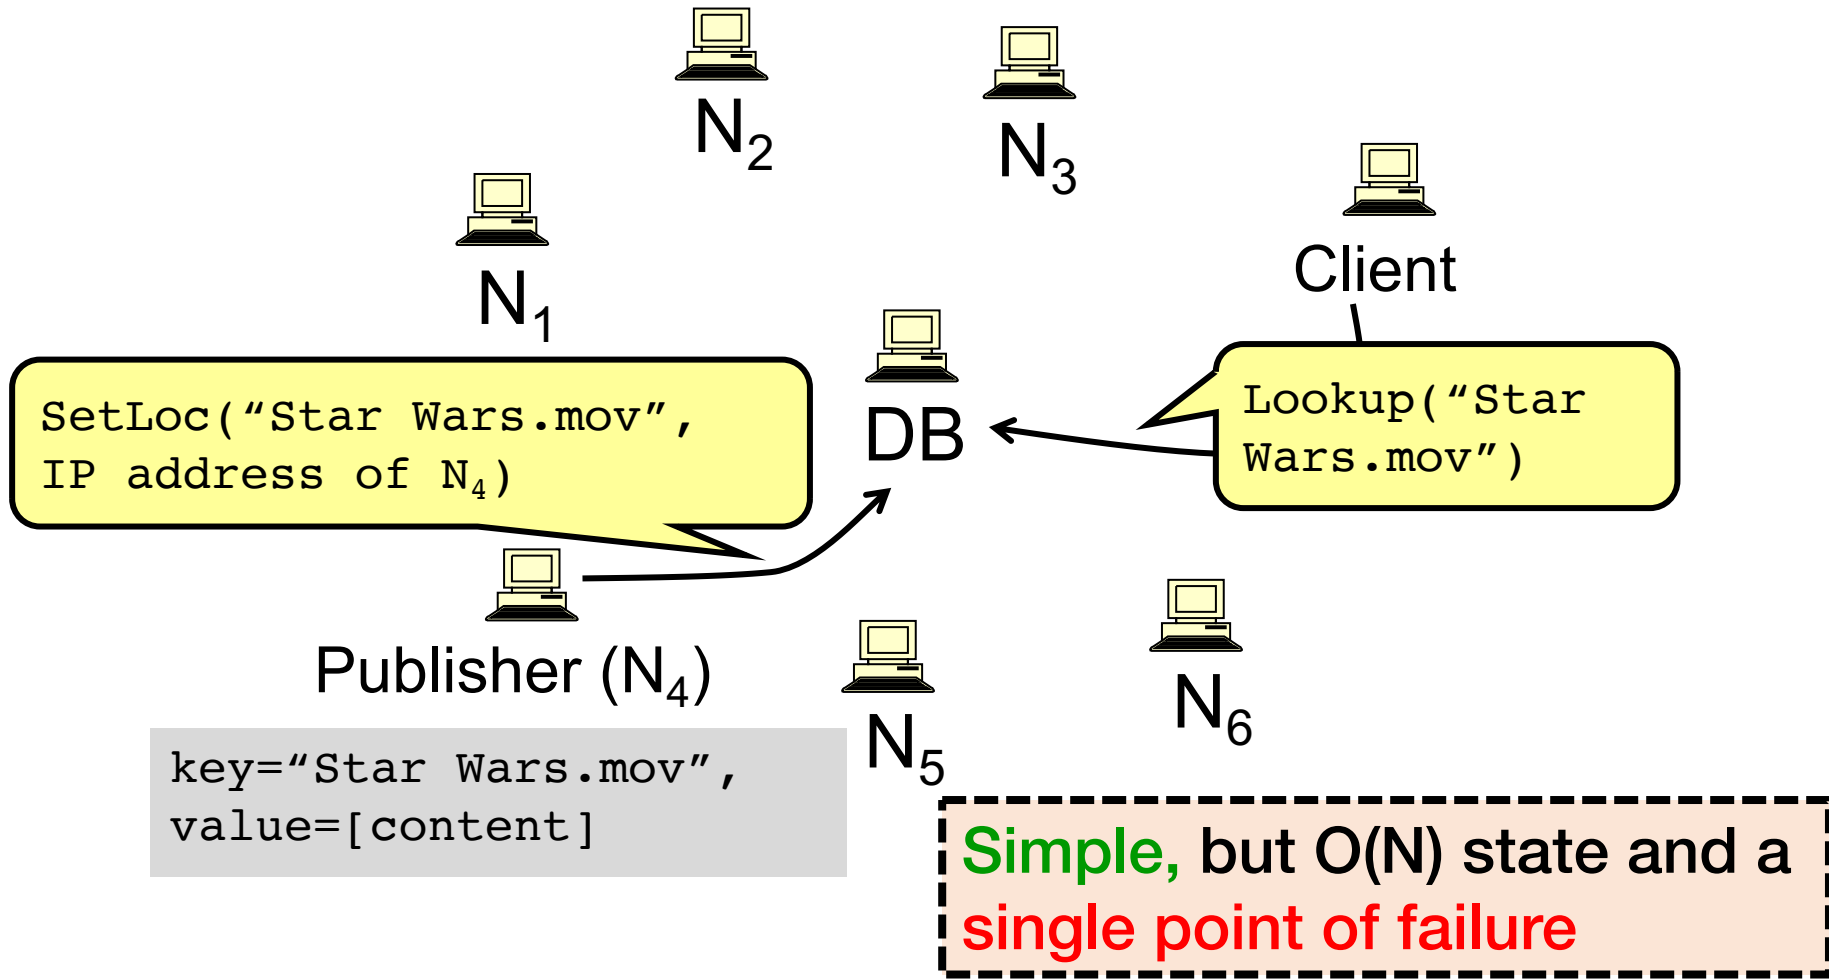 N₂
N₃
N₁
Client
SetLoc(“Star Wars.mov”,
IP address of N₄)
DB
Lookup(“Star
Wars.mov”)
Publisher (N₄)
N₅
N₆
key=“Star Wars.mov”,
value=[content]
Simple, but O(N) state and a
single point of failure